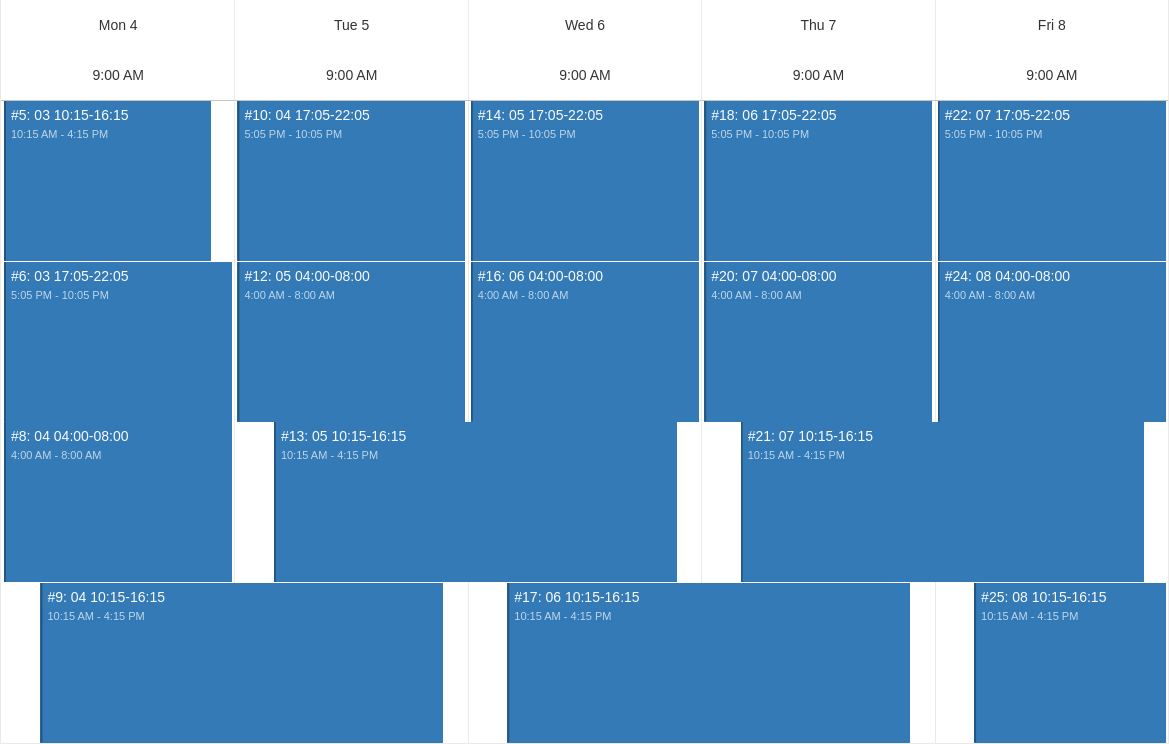 Mon 4
Tue 5
Wed 6
Thu 7
Fri 8
9:00 AM
9:00 AM
9:00 AM
9:00 AM
9:00 AM
#5: 03 10:15-16:15
10:15 AM - 4:15 PM
#10: 04 17:05-22:05
5:05 PM - 10:05 PM
#14: 05 17:05-22:05
5:05 PM - 10:05 PM
#18: 06 17:05-22:05
5:05 PM - 10:05 PM
#22: 07 17:05-22:05
5:05 PM - 10:05 PM
#6: 03 17:05-22:05
5:05 PM - 10:05 PM
#12: 05 04:00-08:00
4:00 AM - 8:00 AM
#16: 06 04:00-08:00
4:00 AM - 8:00 AM
#20: 07 04:00-08:00
4:00 AM - 8:00 AM
#24: 08 04:00-08:00
4:00 AM - 8:00 AM
#8: 04 04:00-08:00
4:00 AM - 8:00 AM
#13: 05 10:15-16:15
10:15 AM - 4:15 PM
#21: 07 10:15-16:15
10:15 AM - 4:15 PM
#9: 04 10:15-16:15
10:15 AM - 4:15 PM
#17: 06 10:15-16:15
10:15 AM - 4:15 PM
#25: 08 10:15-16:15
10:15 AM - 4:15 PM